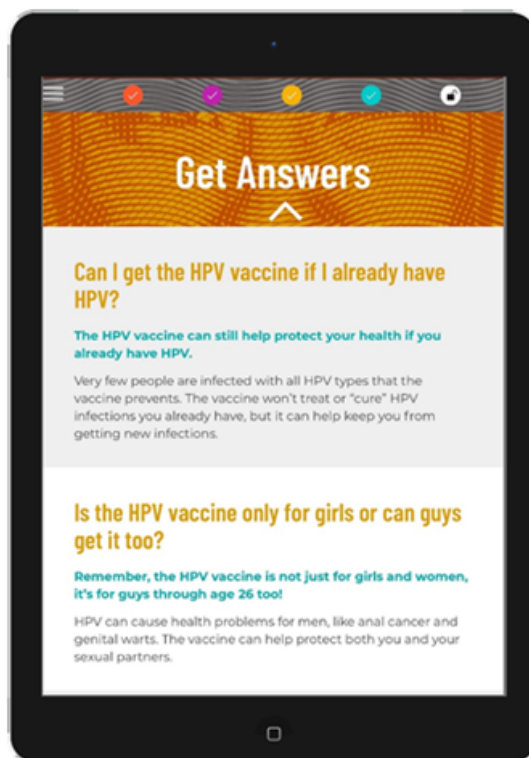 Get Answers
Can I get the HPV vaccine if I already have
HPV?
The HPV vaccine can still help protect your health if you
already have HPV.
Very few people are infected with all HPV types that the
vaccine prevents. The vaccine won't treat or “cure” HPV
infections you already have, but it can help keep you from
getting new infections.
Is the HPV vaccine only for girls or can guys
get it too?
Remember, the HPV vaccine is not just for girls and women,
it's for guys through age 26 too!
HPV can cause health problems for men, like anal cancer and
genital warts. The vaccine can help protect both you and your
sexual partners.